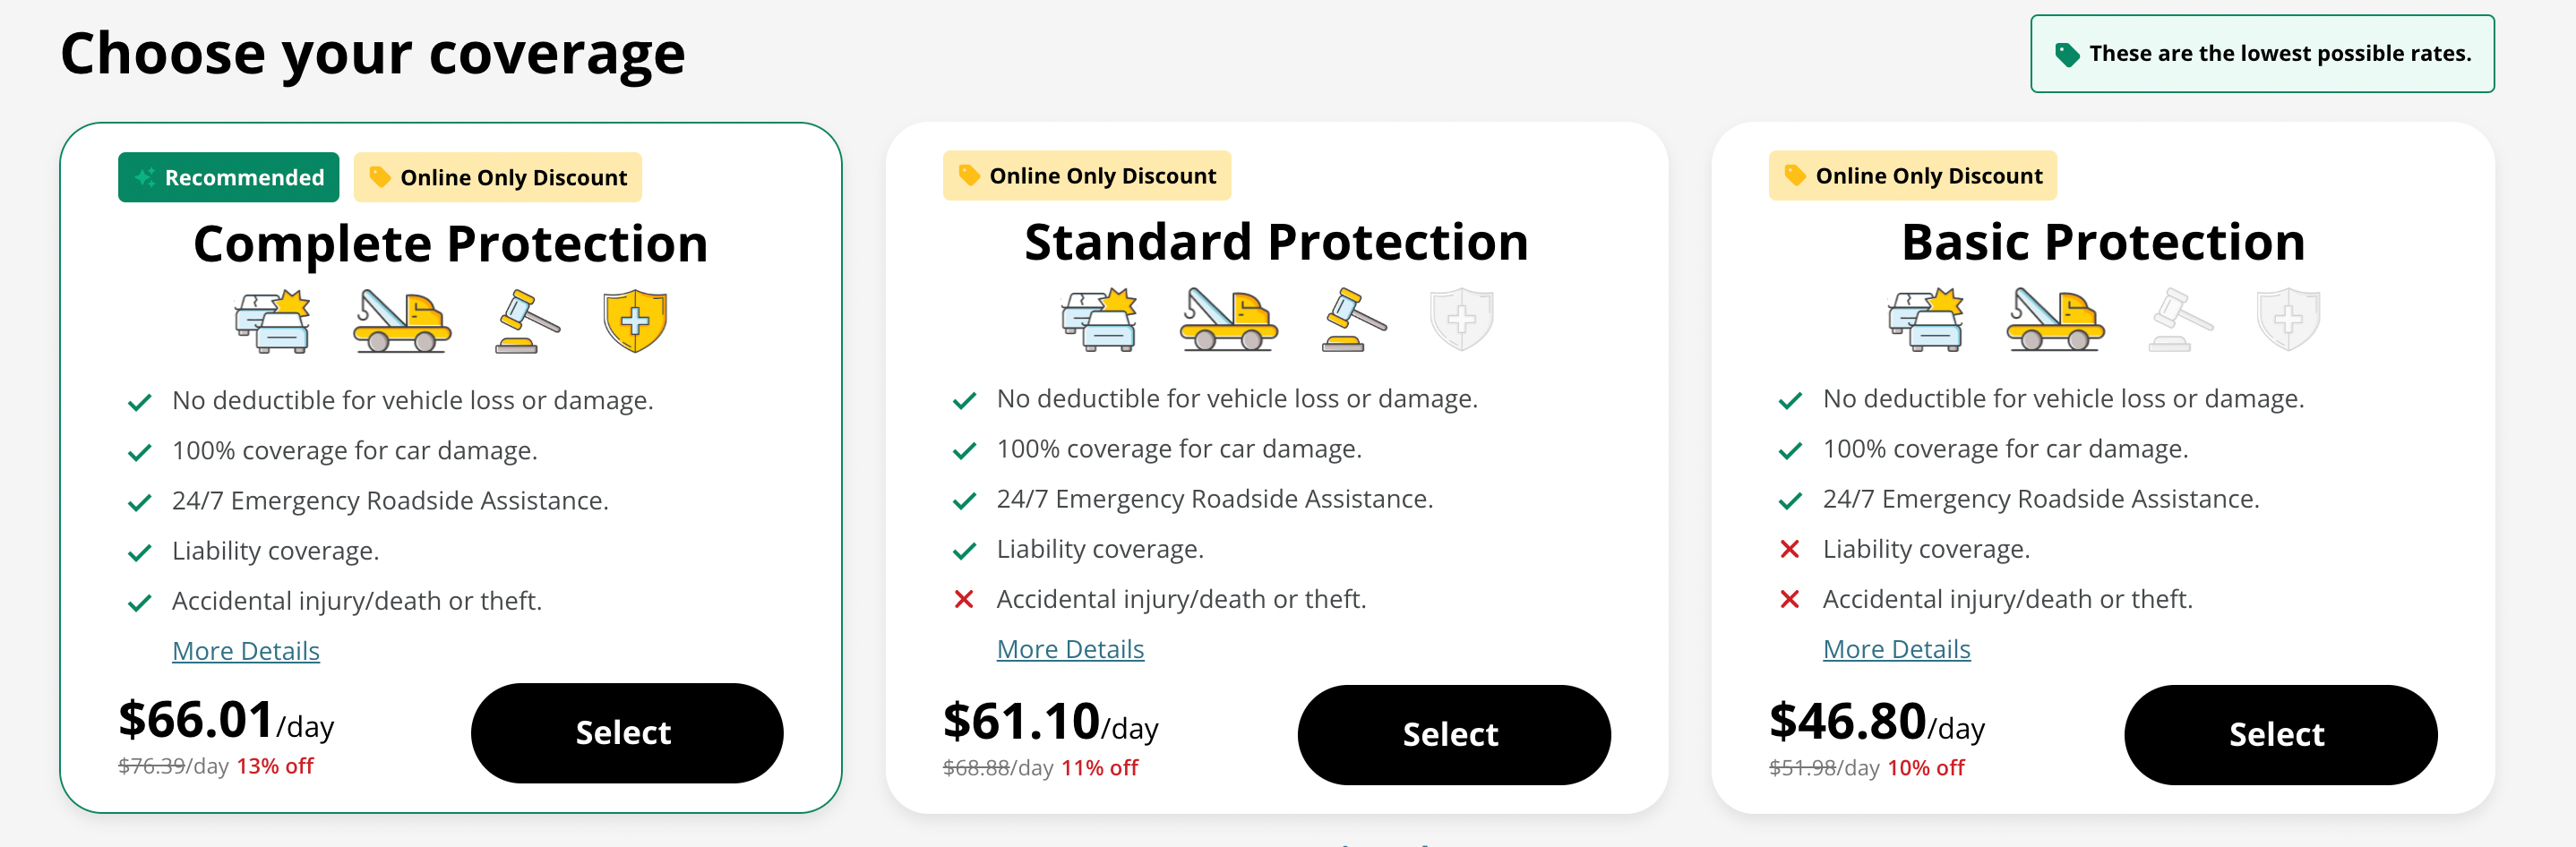 Choose your coverage
These are the lowest possible rates.
Recommended
Online Only Discount
Complete Protection
No deductible for vehicle loss or damage.
100% coverage for car damage.
24/7 Emergency Roadside Assistance.
Liability coverage.
Accidental injury/death or theft.
More Details
$66.01/day
$76.39/day 13% off
Select
Online Only Discount
Standard Protection
No deductible for vehicle loss or damage.
100% coverage for car damage.
24/7 Emergency Roadside Assistance.
Liability coverage.
Accidental injury/death or theft.
More Details
$61.10/day
$68.88/day 11% off
Select
Online Only Discount
Basic Protection
No deductible for vehicle loss or damage.
100% coverage for car damage.
24/7 Emergency Roadside Assistance.
Liability coverage.
Accidental injury/death or theft.
More Details
$46.80/day
$51.98/day 10% off
Select